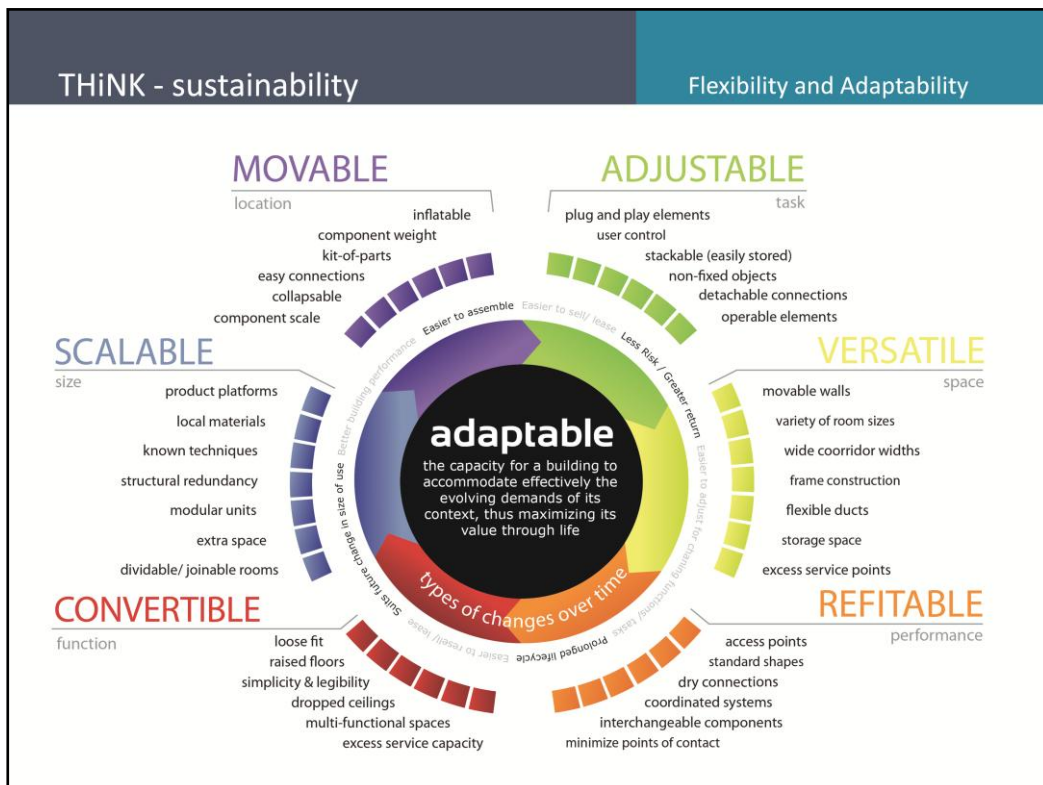 THiNK - sustainability
Flexibility and Adaptability
MOVABLE
location
inflatable
component weight
kit-of-parts
easy connections
collapsable
component scale
ADJUSTABLE
task
plug and play elements
user control
stackable (easily stored)
non-fixed objects
detachable connections
operable elements
SCALABLE
size
product platforms
local materials
known techniques
structural redundancy
modular units
extra space
dividable/ joinable rooms
VERSATILE
space
movable walls
variety of room sizes
wide coorridor widths
frame construction
flexible ducts
storage space
excess service points
CONVERTIBLE
function
loose fit
raised floors
simplicity & legibility
dropped ceilings
multi-functional spaces
excess service capacity
REFITABLE
performance
access points
standard shapes
dry connections
coordinated systems
interchangeable components
minimize points of contact
Easier to assemble
Easier to sell/ lease
Less Risk / Greater return
Easier to adjust for chaning functions/ tasks
Prolonged lifecycle
Easier to resell/ lease
Suits future change in size of use
Better building performance
adaptable
the capacity for a building to
accommodate effectively the
evolving demands of its
context, thus maximizing its
value through life
types of changes over time